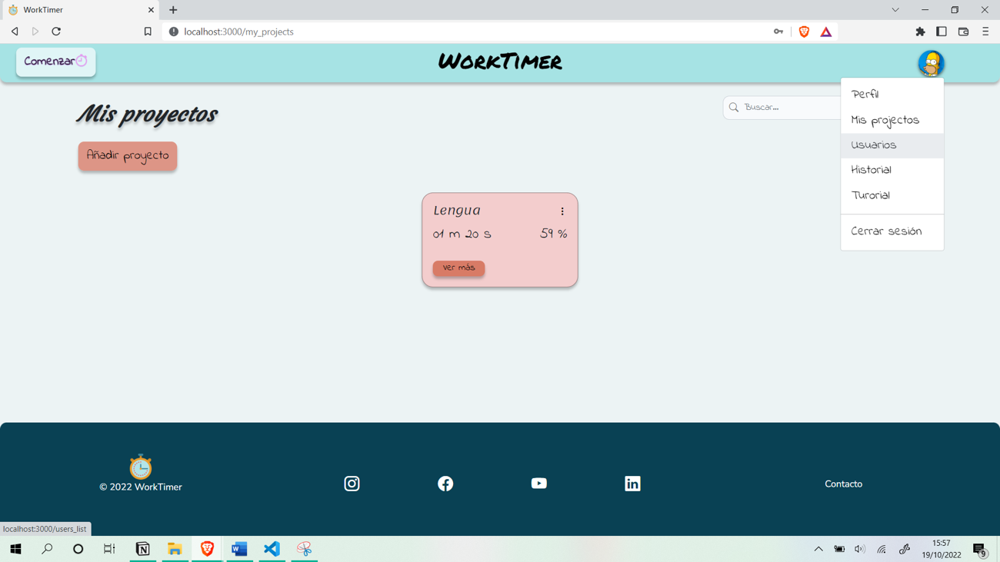 WorkTimer
localhost:3000/my_projects
Comenzar
WorkTimer
Mis proyectos
Buscar...
Añadir proyecto
Perfil
Mis projectos
Usuarios
Historial
Turorial
Cerrar sesión
Lengua
01 m 20 s
59 %
Ver más
© 2022 WorkTimer
Contacto
localhost:3000/users_list
15:57
19/10/2022
9